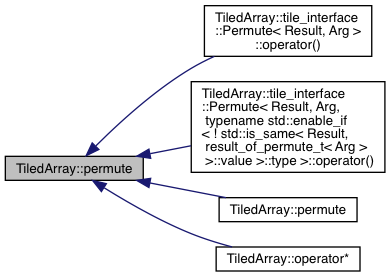 TiledArray::tile_interface
::Permute< Result, Arg >
::operator()
TiledArray::tile_interface
::Permute< Result, Arg,
typename std::enable_if
< ! std::is_same< Result,
result_of_permute_t< Arg >
>::value >::type >::operator()
TiledArray::permute
TiledArray::permute
TiledArray::operator*